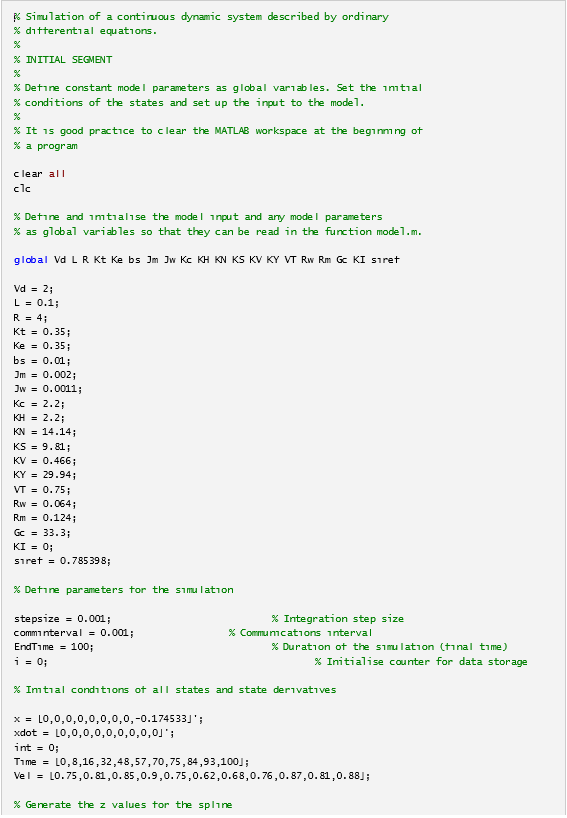 % Simulation of a continuous dynamic system described by ordinary
% differential equations.
%
% INITIAL SEGMENT
%
% Define constant model parameters as global variables. Set the initial
% conditions of the states and set up the input to the model.
%
% It is good practice to clear the MATLAB workspace at the beginning of
% a program
clear all
clc
% Define and initialise the model input and any model parameters
% as global variables so that they can be read in the function model.m.
global Vd L R Kt Ke bs Jm Jw Kc KH KN KS KV KY VT Rw Rm Gc KI siref
Vd = 2;
L = 0.1;
R = 4;
Kt = 0.35;
Ke = 0.35;
bs = 0.01;
Jm = 0.002;
Jw = 0.0011;
Kc = 2.2;
KH = 2.2;
KN = 14.14;
KS = 9.81;
KV = 0.466;
KY = 29.94;
VT = 0.75;
Rw = 0.064;
Rm = 0.124;
Gc = 33.3;
KI = 0;
siref = 0.785398;
% Define parameters for the simulation
stepsize = 0.001; % Integration step size
comminterval = 0.001; % Communications interval
EndTime = 100; % Duration of the simulation (final time)
i = 0; % Initialise counter for data storage
% Initial conditions of all states and state derivatives
x = [0,0,0,0,0,0,0,0,-0.174533]';
xdot = [0,0,0,0,0,0,0,0,0]';
int = 0;
Time = [0,8,16,32,48,57,70,75,84,93,100];
Vel = [0.75,0.81,0.85,0.9,0.75,0.62,0.68,0.76,0.87,0.81,0.88];
% Generate the z values for the spline